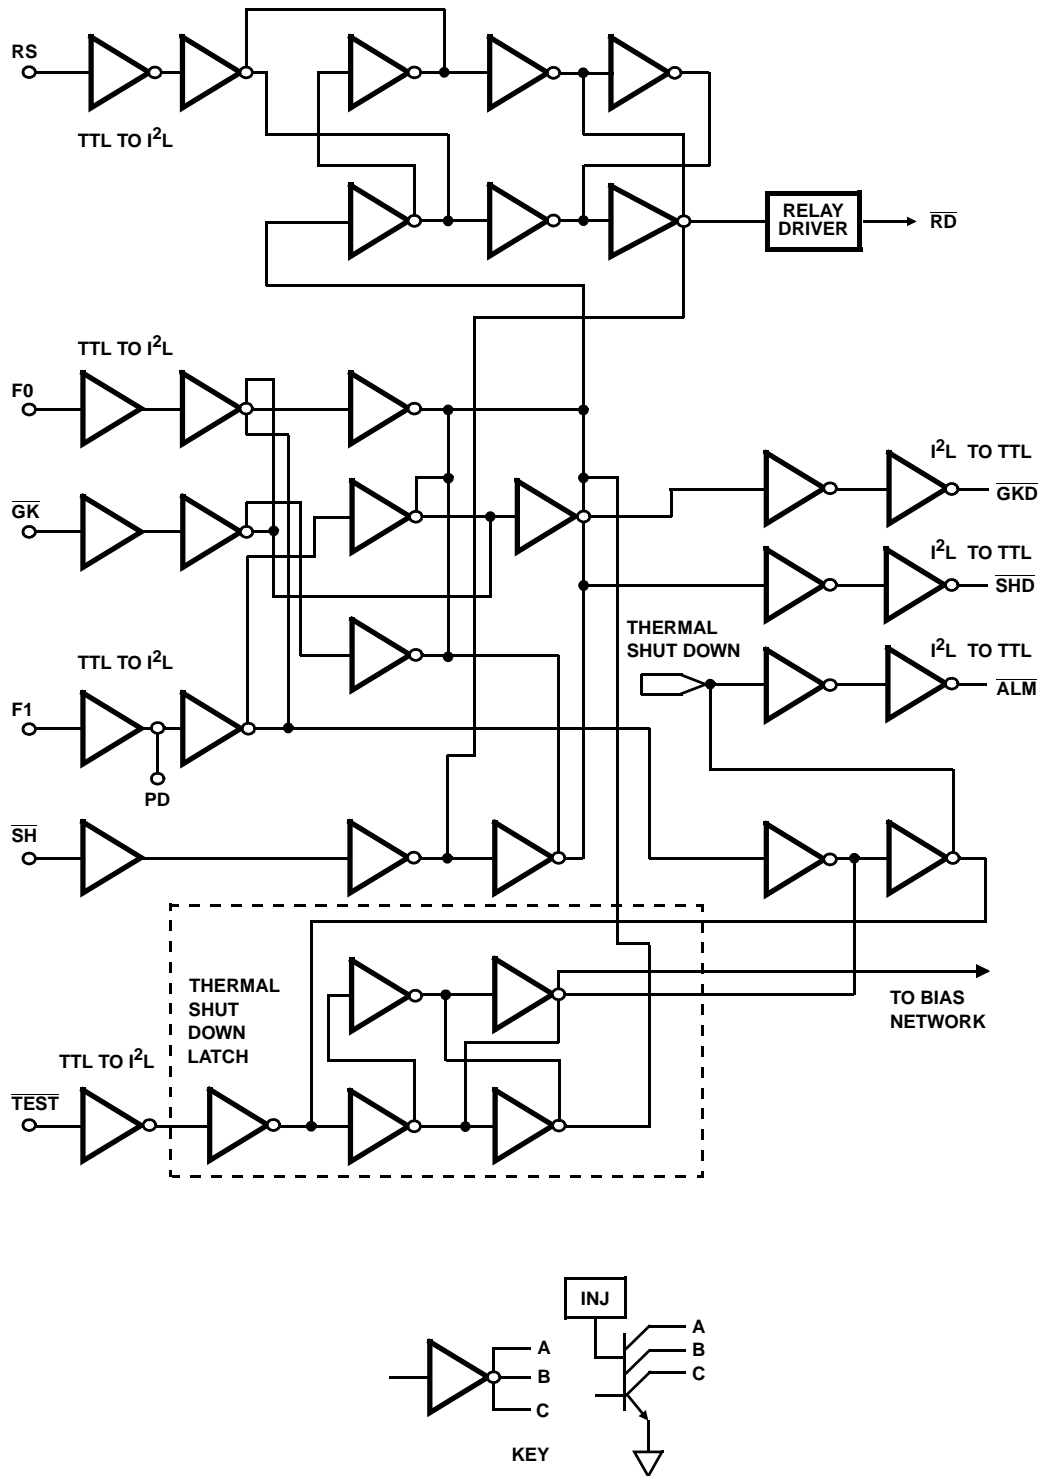 RS
TTL TO I²L
RELAY
DRIVER
RD
TTL TO I²L
F0
GK
I²L TO TTL
GKD
I²L TO TTL
SHD
THERMAL
SHUT DOWN
I²L TO TTL
ALM
TTL TO I²L
F1
PD
SH
THERMAL
SHUT
DOWN
LATCH
TO BIAS
NETWORK
TTL TO I²L
TEST
INJ
A
B
C
A
B
C
KEY